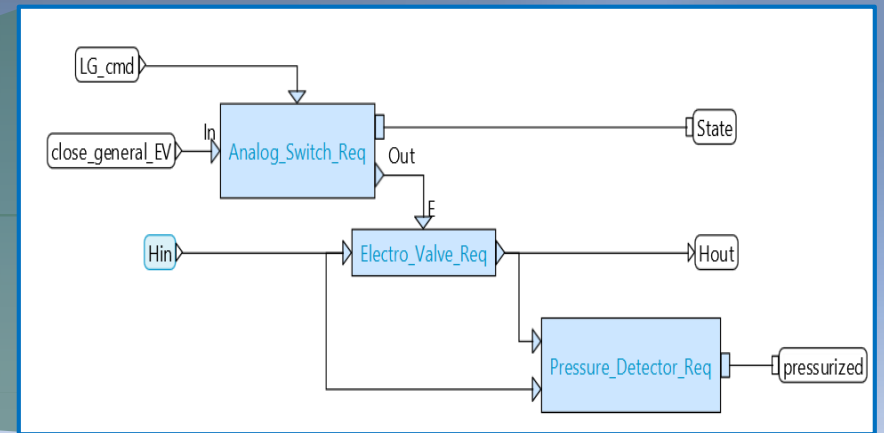 LG_cmd
In
close_general_EV
Analog_Switch_Req
State
Out
E
Hin
Electro_Valve_Req
Hout
Pressure_Detector_Req
pressurized